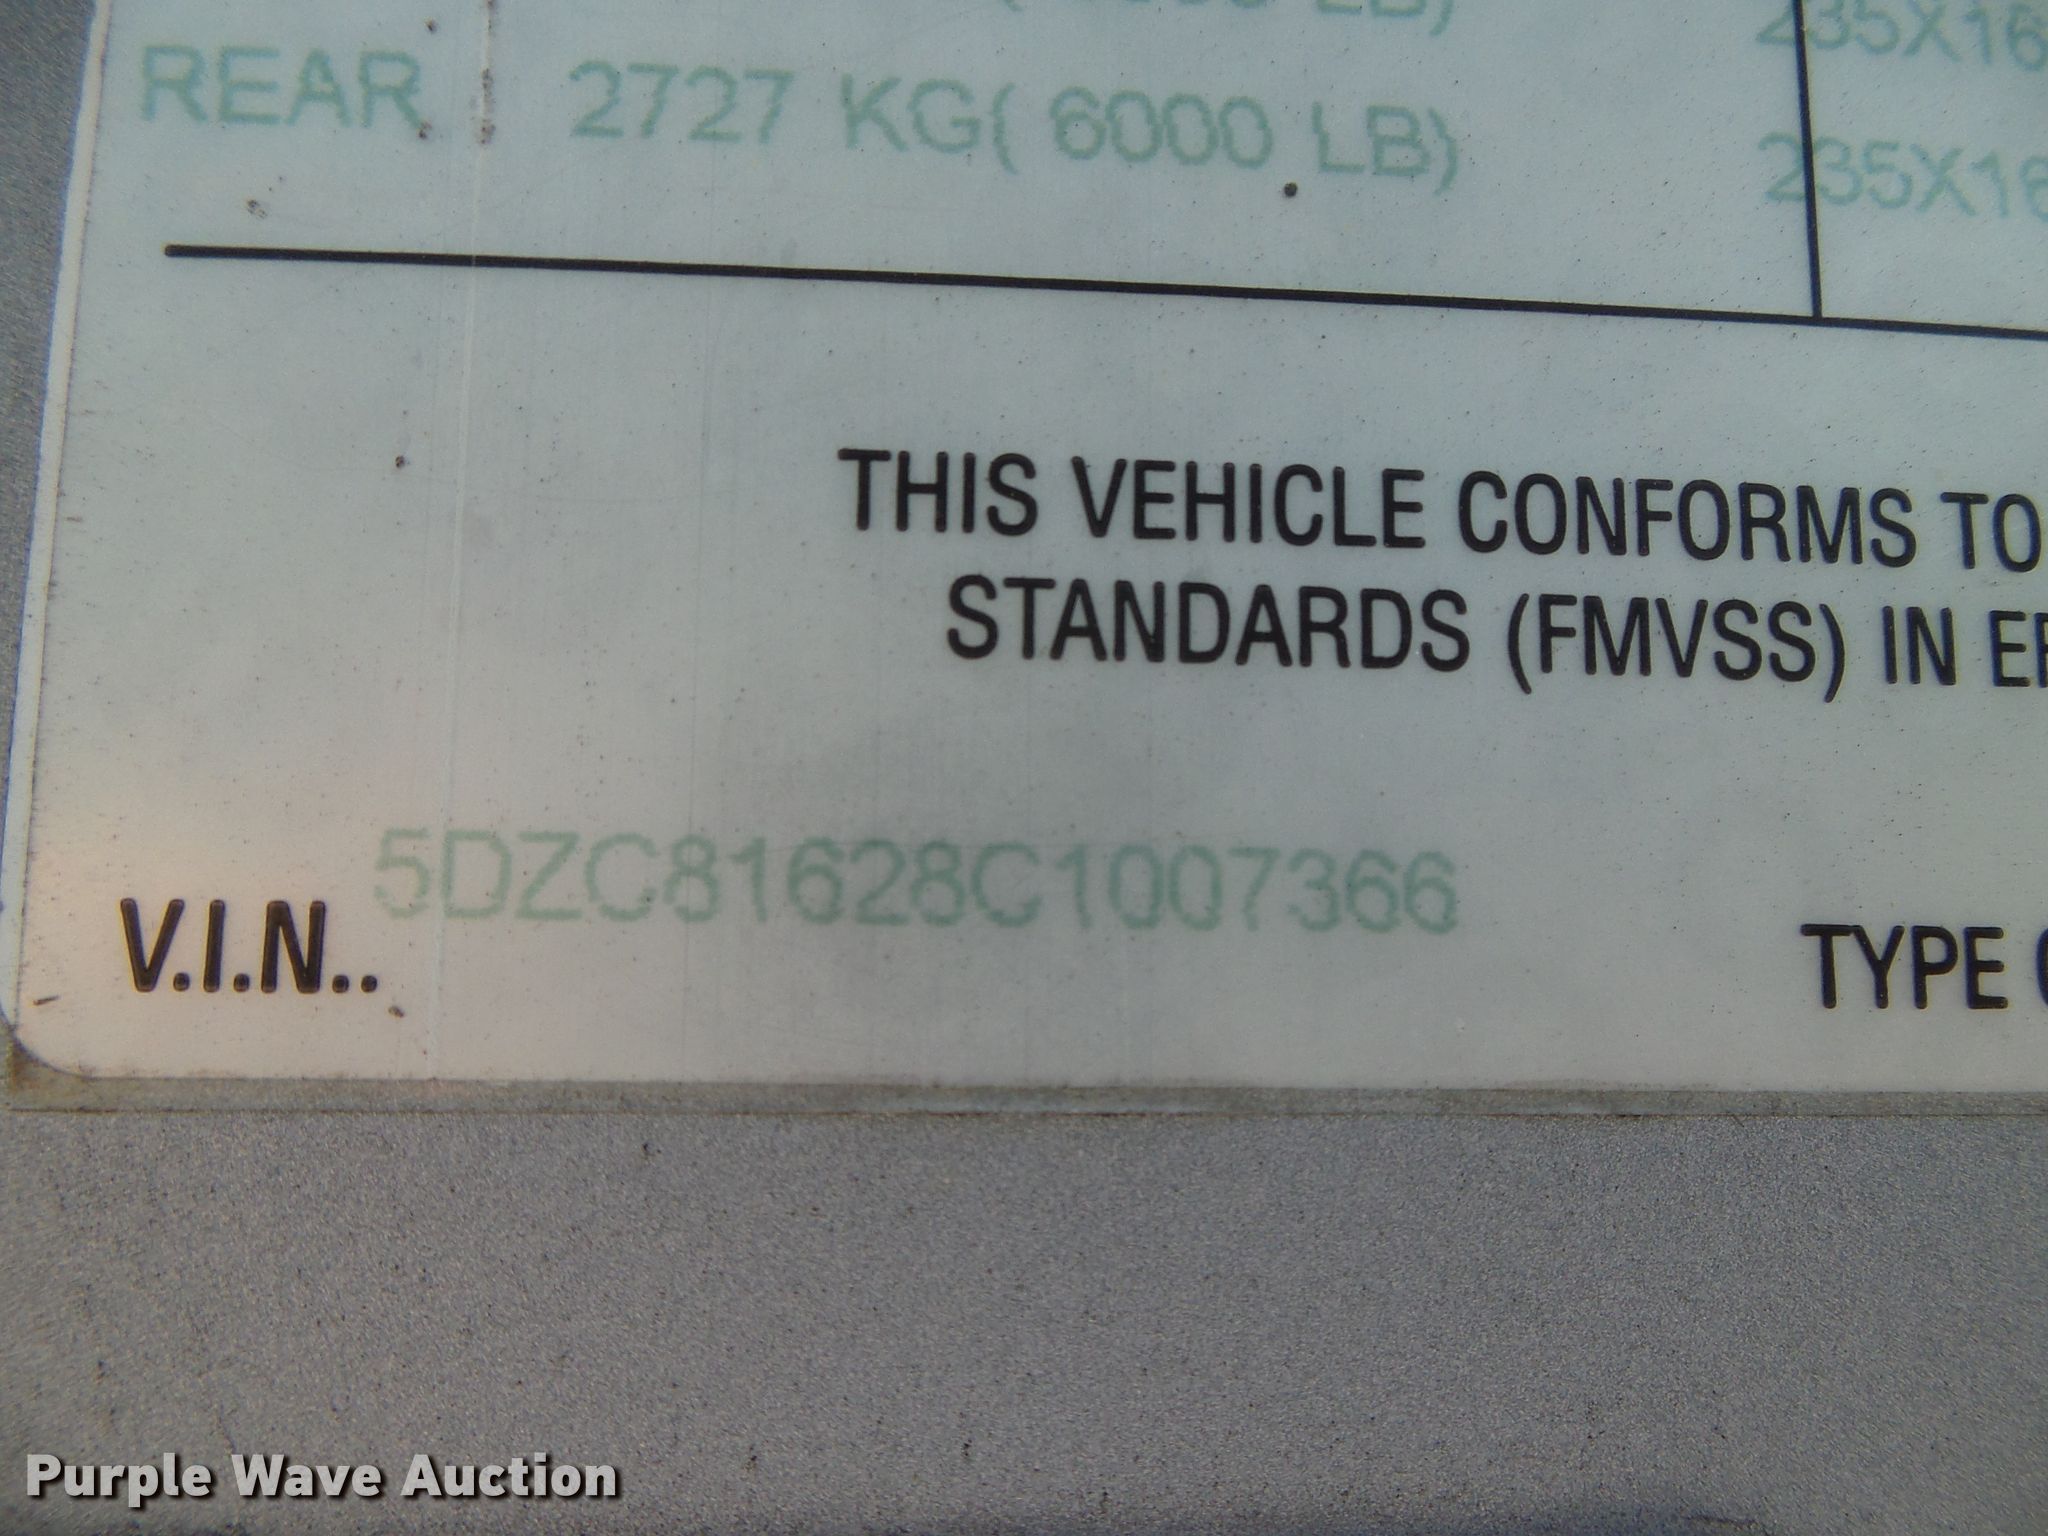 LB)
235X16
REAR 2727 KG( 6000 LB)
235X16
THIS VEHICLE CONFORMS TO
STANDARDS (FMVSS) IN
V.I.N.. 5DZC81628C1007366
TYPE
Purple Wave Auction